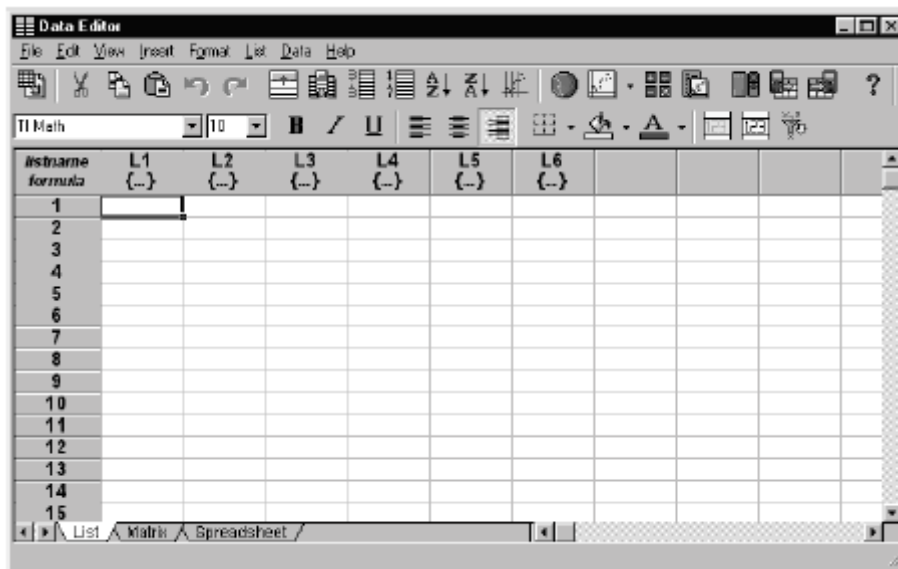 Data Editor
File Edit View Insert Format List Data Help
TI Math 10 B I U A
listname L1 L2 L3 L4 L5 L6
formula {...} {...} {...} {...} {...} {...}
1
2
3
4
5
6
7
8
9
10
11
12
13
14
15
List Matrix Spreadsheet